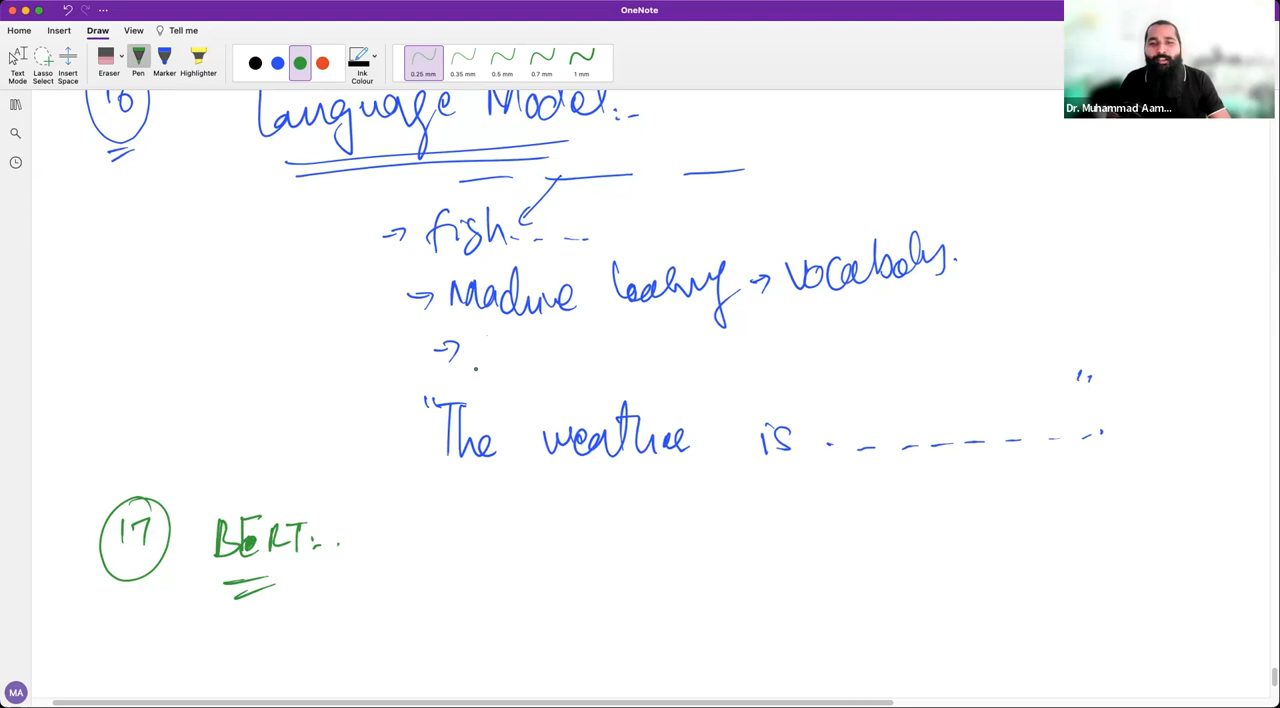 OneNote
Home Insert Draw View Tell me
Text Mode
Lasso Select
Insert Space
Eraser
Pen
Marker
Highlighter
Ink Colour
0.25 mm
0.35 mm
0.5 mm
0.7 mm
1 mm
Dr. Muhammad Aam...
16 Language Model:-
→ fish. - - -
→ Machine → vocabulary.
→
"The weather is . - - - - - - ."
17 BERT:- .
MA